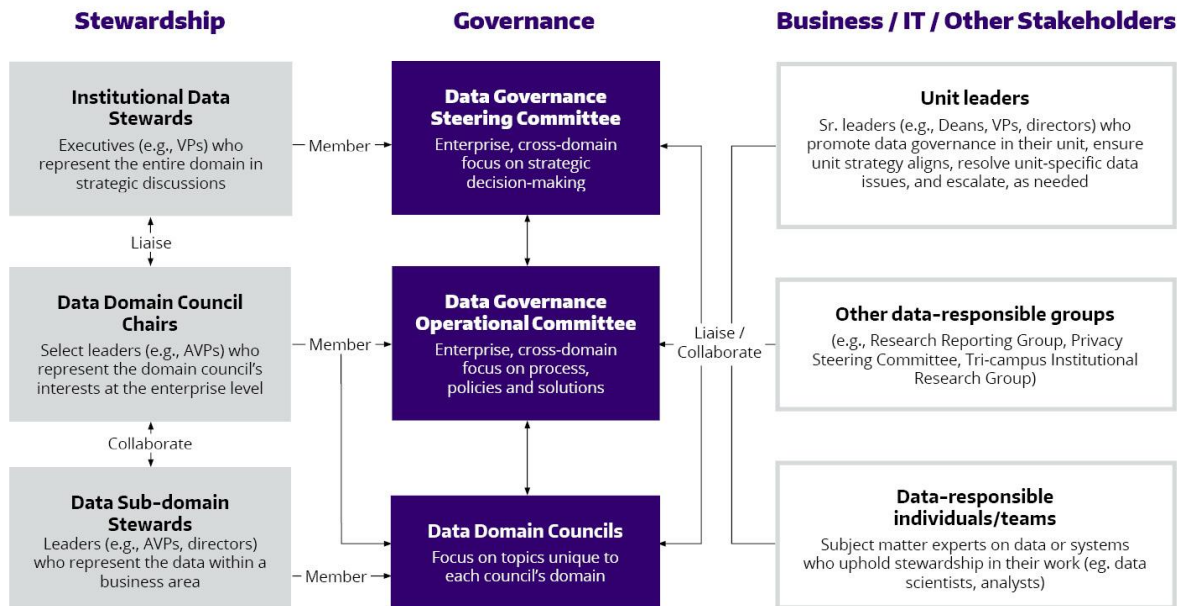 Stewardship
Governance
Business / IT / Other Stakeholders
Institutional Data
Stewards
Executives (e.g., VPs) who
represent the entire domain in
strategic discussions
Member
Data Governance
Steering Committee
Enterprise, cross-domain
focus on strategic
decision-making
Unit leaders
Sr. leaders (e.g., Deans, VPs, directors) who
promote data governance in their unit, ensure
unit strategy aligns, resolve unit-specific data
issues, and escalate, as needed
Liaise
Data Domain Council
Chairs
Select leaders (e.g., AVPs) who
represent the domain council's
interests at the enterprise level
Member
Data Governance
Operational Committee
Enterprise, cross-domain
focus on process,
policies and solutions
Liaise /
Collaborate
Other data-responsible groups
(e.g., Research Reporting Group, Privacy
Steering Committee, Tri-campus Institutional
Research Group)
Collaborate
Data Sub-domain
Stewards
Leaders (e.g., AVPs, directors)
who represent the data within a
business area
Member
Data Domain Councils
Focus on topics unique to
each council's domain
Data-responsible
individuals/teams
Subject matter experts on data or systems
who uphold stewardship in their work (eg. data
scientists, analysts)